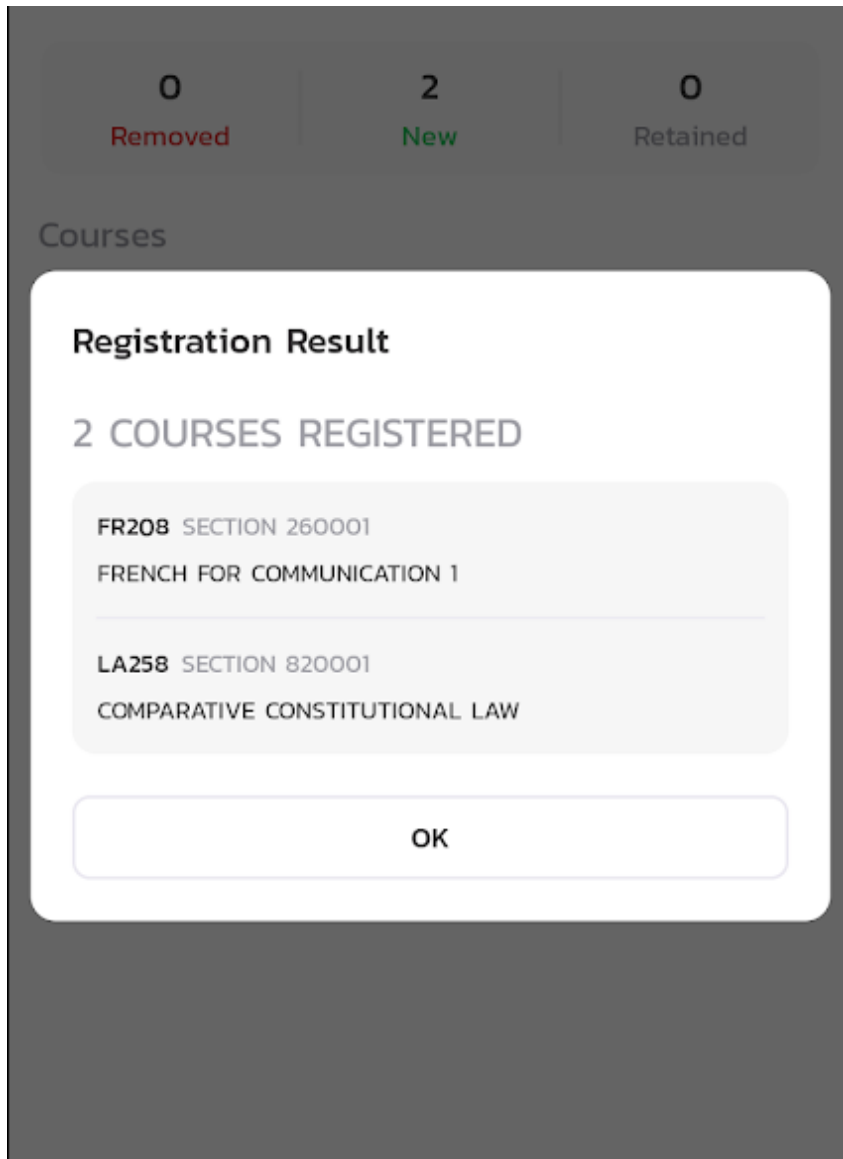 0 2 0
Removed New Retained
Courses
Registration Result
2 COURSES REGISTERED
FR208 SECTION 260001
FRENCH FOR COMMUNICATION 1
LA258 SECTION 820001
COMPARATIVE CONSTITUTIONAL LAW
OK